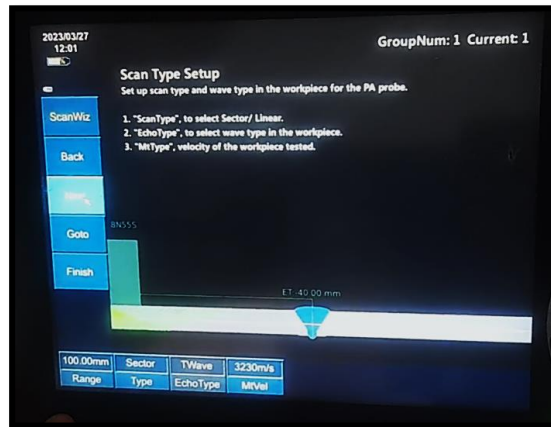 2023/03/27
12:01
GroupNum: 1 Current: 1
Scan Type Setup
Set up scan type and wave type in the workpiece for the PA probe.
1. "ScanType", to select Sector/ Linear.
2. "EchoType", to select wave type in the workpiece.
3. "MtType", velocity of the workpiece tested.
ScanWiz
Back
Goto
Finish
8N55S
ET -40.00 mm
100.00mm Sector TWave 3230m/s
Range Type EchoType MtVel